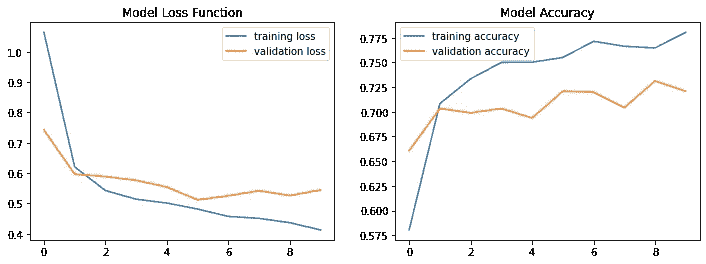 Model Loss Function
training loss
validation loss
1.0
0.9
0.8
0.7
0.6
0.5
0.4
0 2 4 6 8
Model Accuracy
training accuracy
validation accuracy
0.775
0.750
0.725
0.700
0.675
0.650
0.625
0.600
0.575
0 2 4 6 8